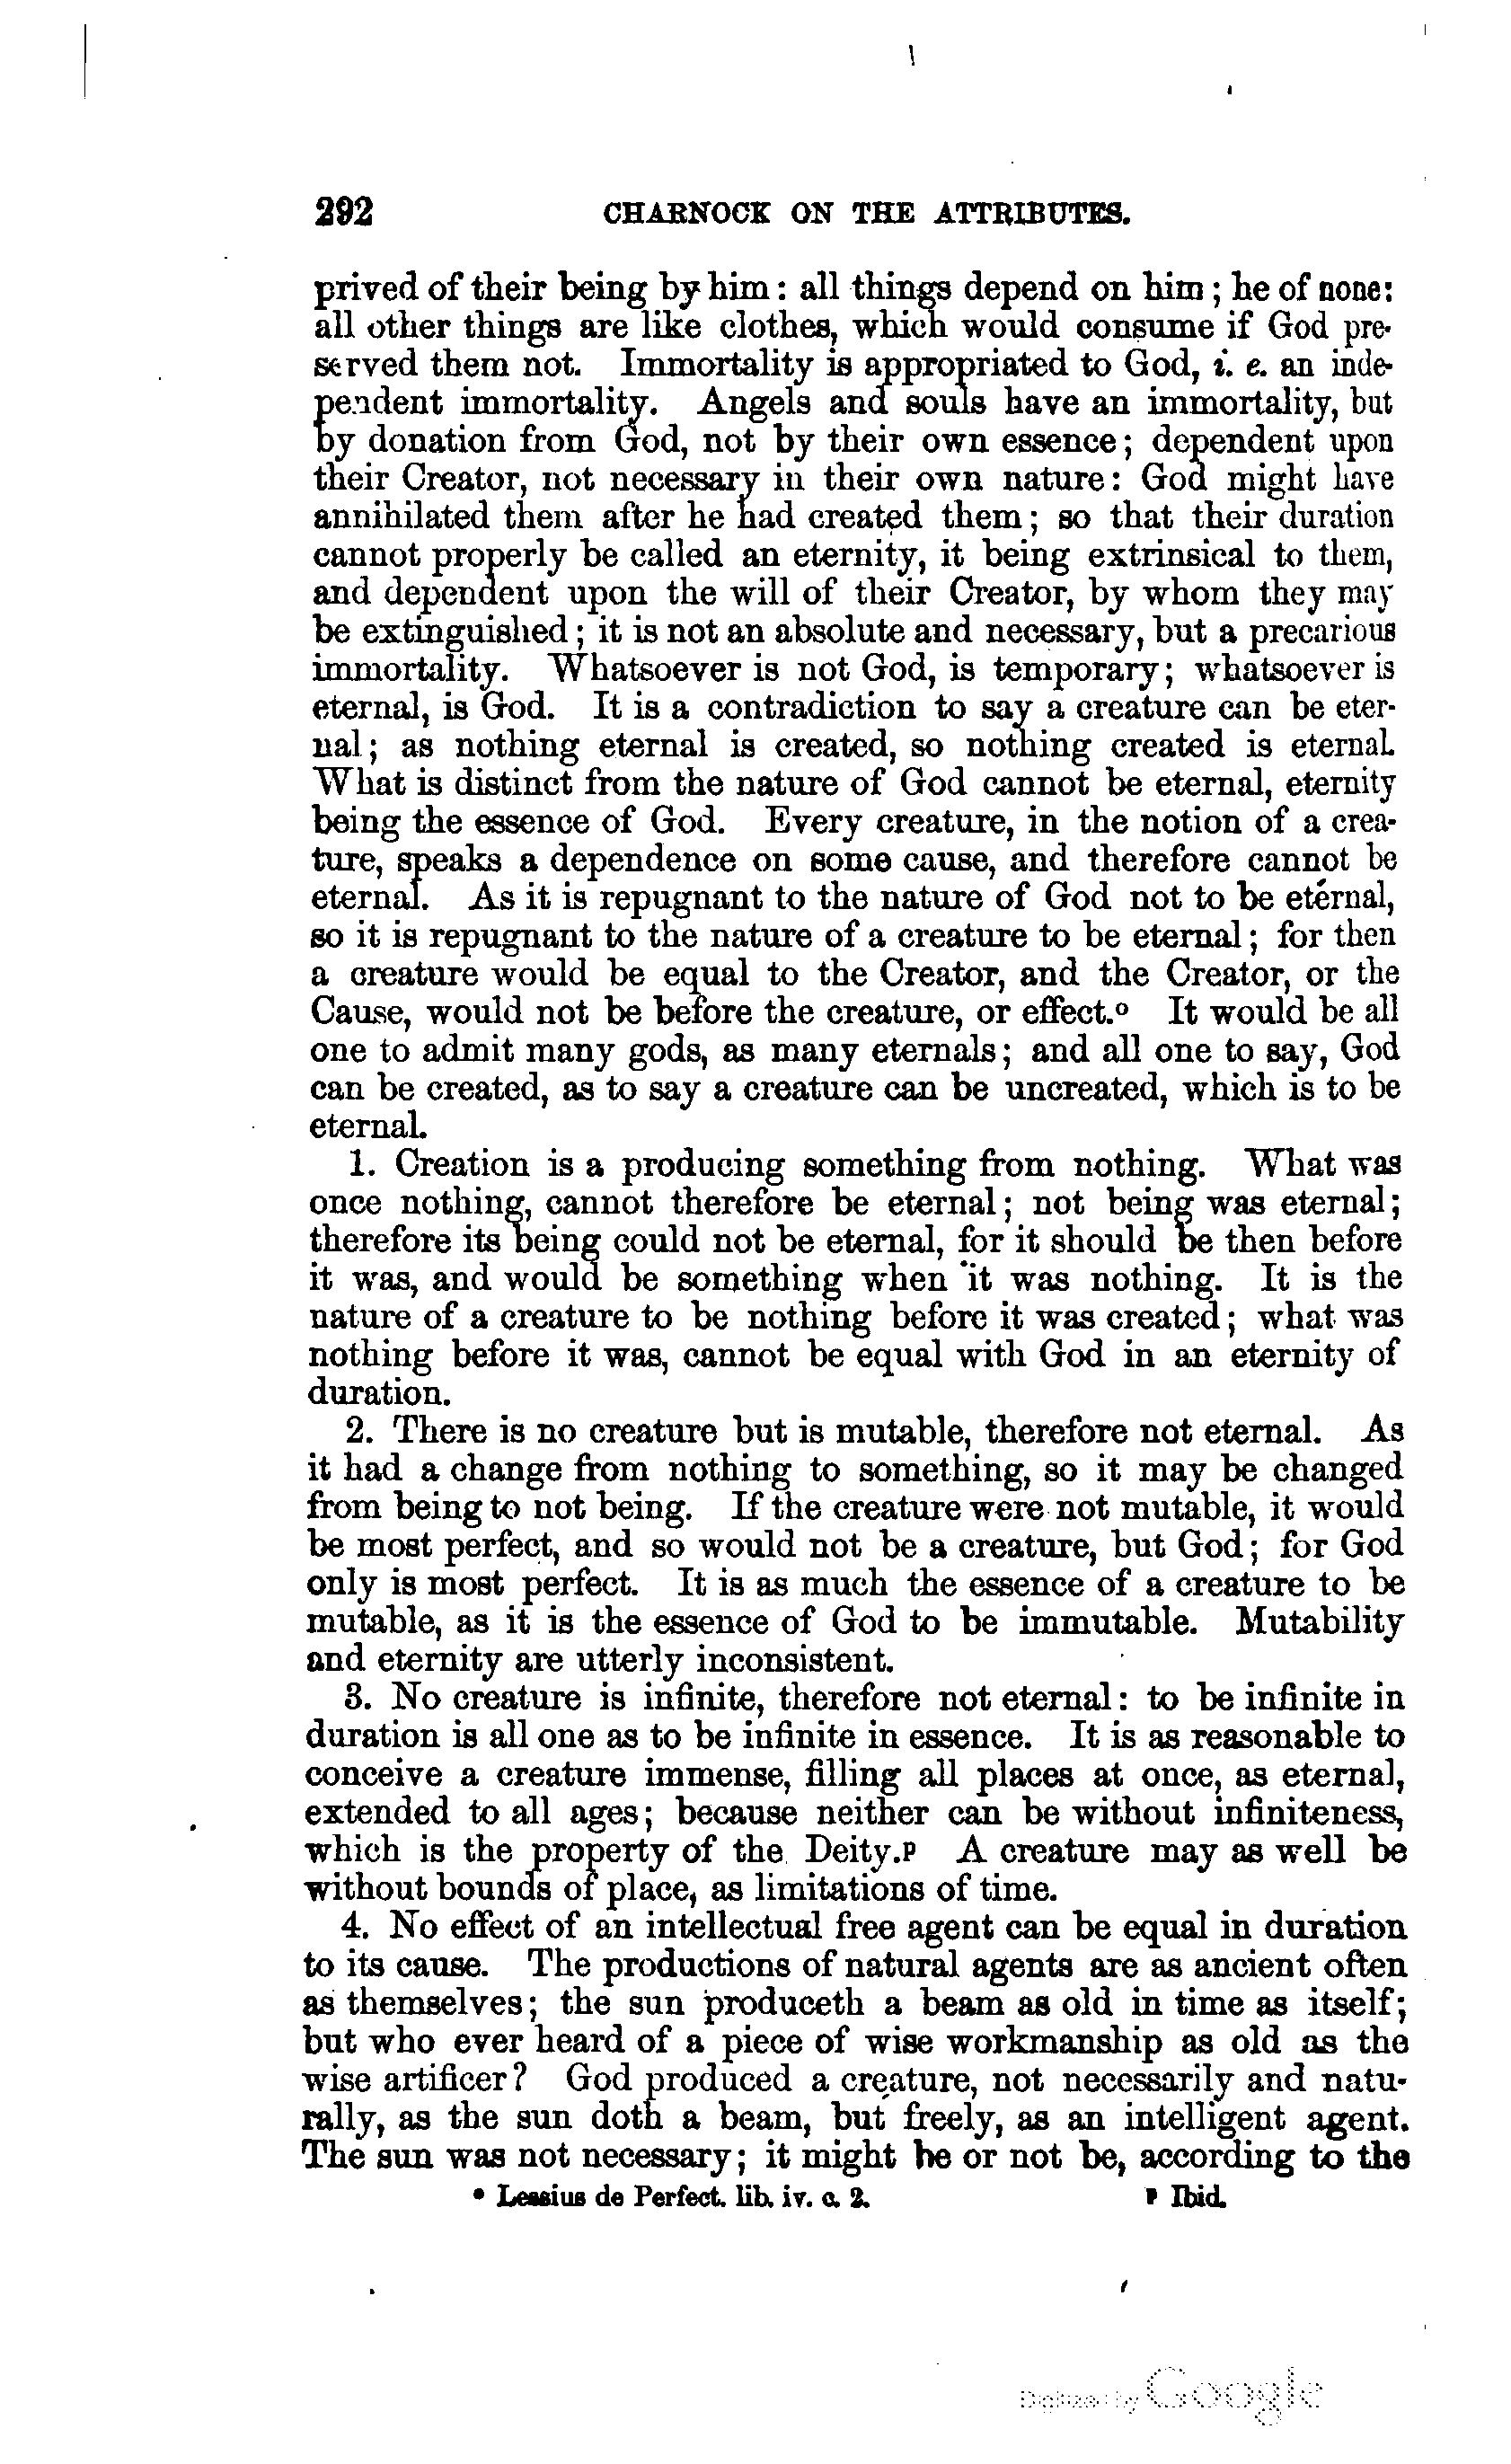 292 CHARNOCK ON THE ATTRIBUTES.
prived of their being by him: all things depend on him; he of none:
all other things are like clothes, which would consume if God pre-
served them not. Immortality is appropriated to God, i. e. an inde-
pendent immortality. Angels and souls have an immortality, but
by donation from God, not by their own essence; dependent upon
their Creator, not necessary in their own nature: God might have
annihilated them after he had created them; so that their duration
cannot properly be called an eternity, it being extrinsical to them,
and dependent upon the will of their Creator, by whom they may
be extinguished; it is not an absolute and necessary, but a precarious
immortality. Whatsoever is not God, is temporary; whatsoever is
eternal, is God. It is a contradiction to say a creature can be eter-
nal; as nothing eternal is created, so nothing created is eternal.
What is distinct from the nature of God cannot be eternal, eternity
being the essence of God. Every creature, in the notion of a crea-
ture, speaks a dependence on some cause, and therefore cannot be
eternal. As it is repugnant to the nature of God not to be eternal,
so it is repugnant to the nature of a creature to be eternal; for then
a creature would be equal to the Creator, and the Creator, or the
Cause, would not be before the creature, or effect.o It would be all
one to admit many gods, as many eternals; and all one to say, God
can be created, as to say a creature can be uncreated, which is to be
eternal.
1. Creation is a producing something from nothing. What was
once nothing, cannot therefore be eternal; not being was eternal;
therefore its being could not be eternal, for it should be then before
it was, and would be something when it was nothing. It is the
nature of a creature to be nothing before it was created; what was
nothing before it was, cannot be equal with God in an eternity of
duration.
2. There is no creature but is mutable, therefore not eternal. As
it had a change from nothing to something, so it may be changed
from being to not being. If the creature were not mutable, it would
be most perfect, and so would not be a creature, but God; for God
only is most perfect. It is as much the essence of a creature to be
mutable, as it is the essence of God to be immutable. Mutability
and eternity are utterly inconsistent.
3. No creature is infinite, therefore not eternal: to be infinite in
duration is all one as to be infinite in essence. It is as reasonable to
conceive a creature immense, filling all places at once, as eternal,
extended to all ages; because neither can be without infiniteness,
which is the property of the Deity.p A creature may as well be
without bounds of place, as limitations of time.
4. No effect of an intellectual free agent can be equal in duration
to its cause. The productions of natural agents are as ancient often
as themselves; the sun produceth a beam as old in time as itself;
but who ever heard of a piece of wise workmanship as old as the
wise artificer? God produced a creature, not necessarily and natu-
rally, as the sun doth a beam, but freely, as an intelligent agent.
The sun was not necessary; it might be or not be, according to the
o Lessius de Perfect. lib. iv. c. 2. p Ibid.
Digitized by Google